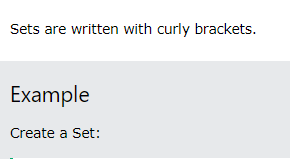 Sets are written with curly brackets.
Example
Create a Set: